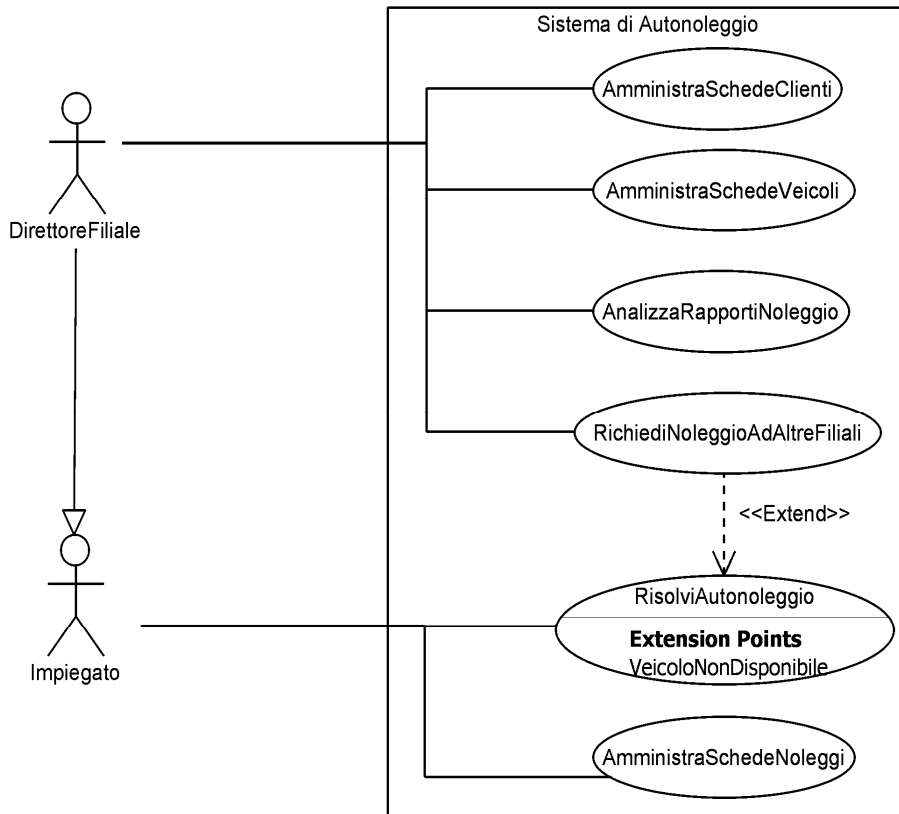 Sistema di Autonoleggio
AmministraSchedeClienti
AmministraSchedeVeicoli
DirettoreFiliale
AnalizzaRapportiNoleggio
RichiediNoleggioAdAltreFiliali
<<Extend>>
RisolviAutonoleggio
Extension Points
VeicoloNonDisponibile
Impiegato
AmministraSchedeNoleggi